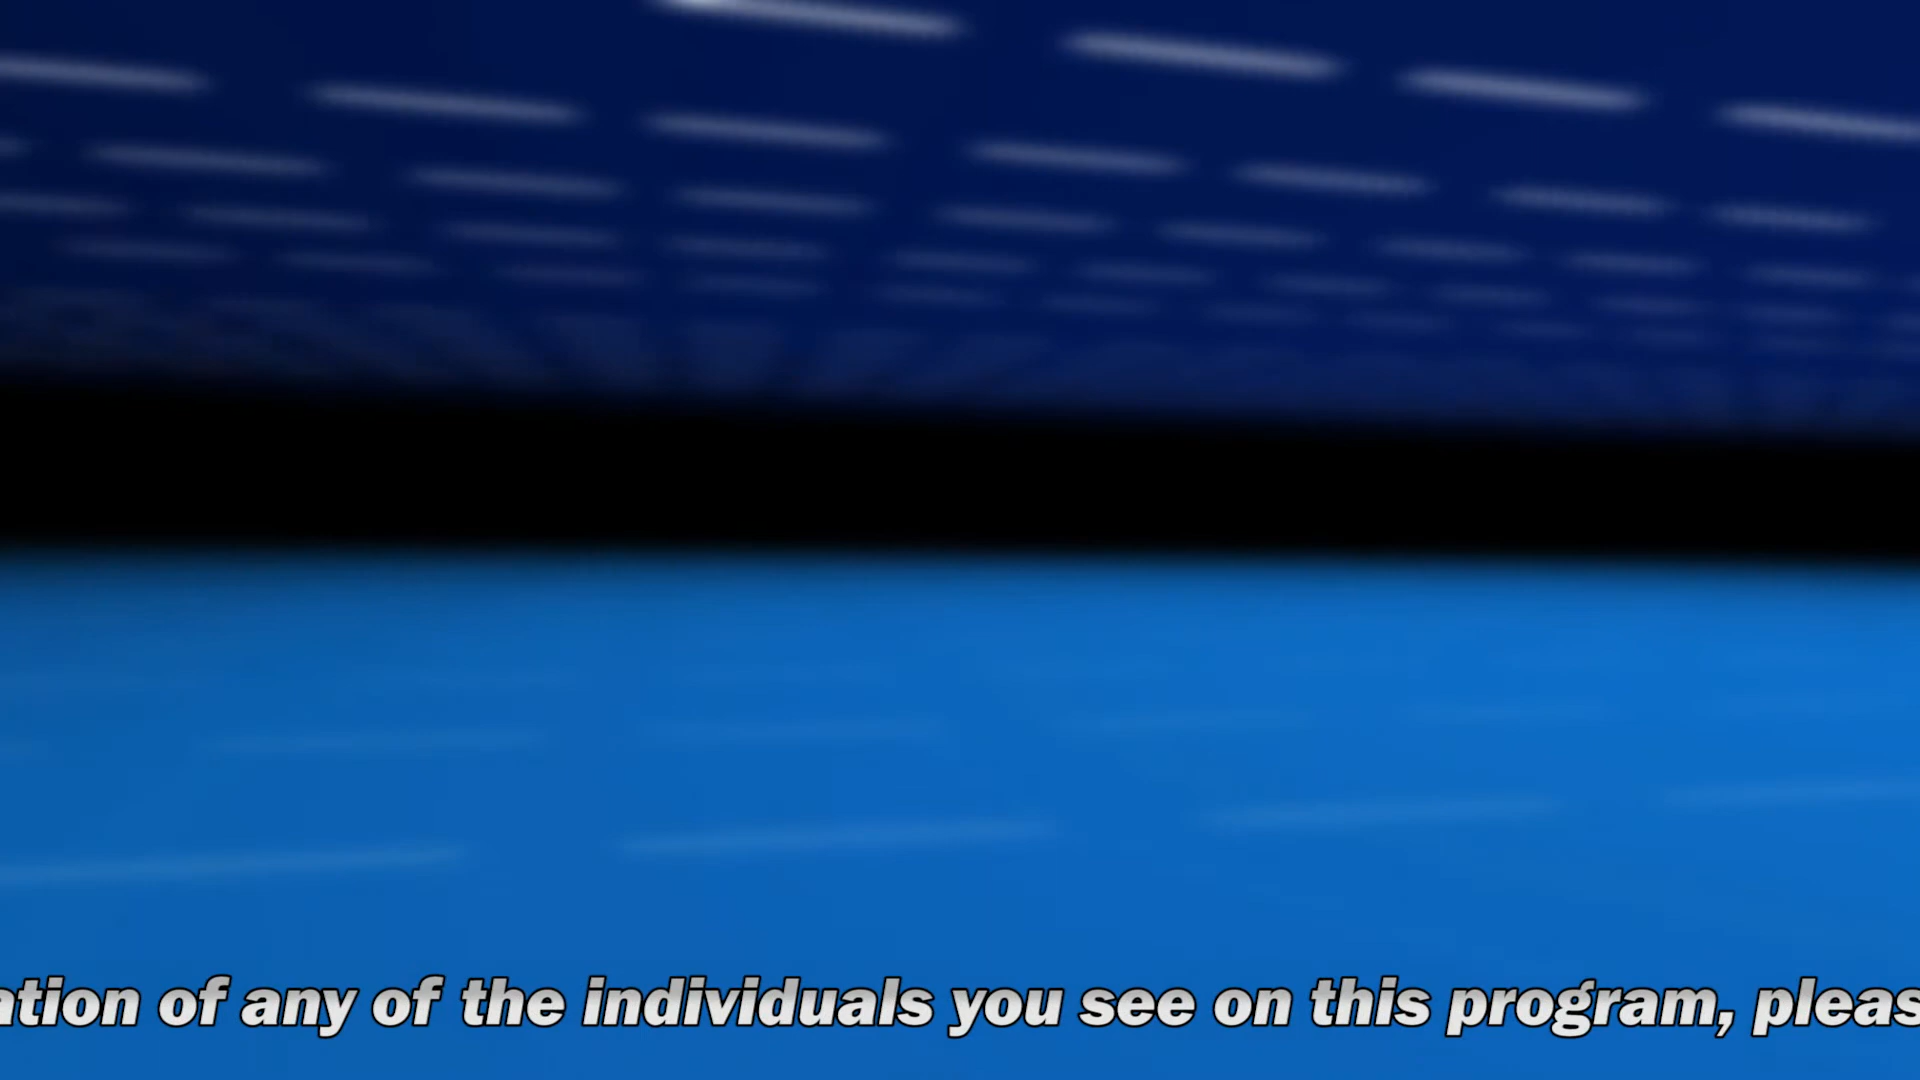 ation of any of the individuals you see on this program, pleas